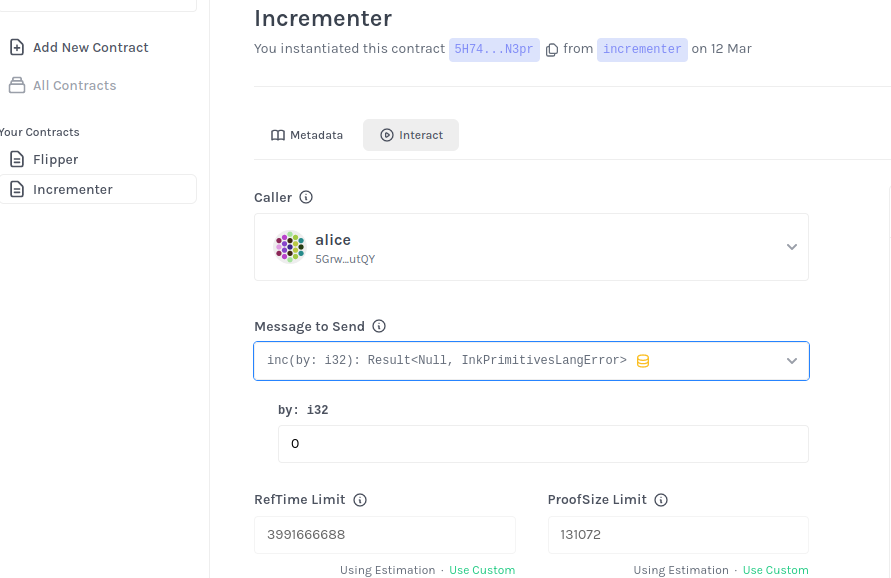 Incrementer
You instantiated this contract 5H74...N3pr from incrementer on 12 Mar
Add New Contract
All Contracts
Your Contracts
Flipper
Incrementer
Metadata
Interact
Caller
alice
5Grw...utQY
Message to Send
inc(by: i32): Result<Null, InkPrimitivesLangError>
by: i32
0
RefTime Limit
ProofSize Limit
3991666688
131072
Using Estimation · Use Custom
Using Estimation · Use Custom